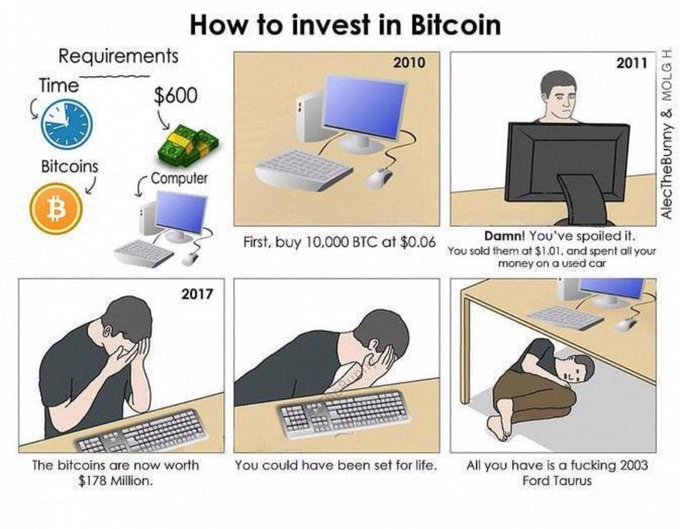 How to invest in Bitcoin
Requirements
Time
$600
Bitcoins
Computer
2010
First, buy 10,000 BTC at $0.06
2011
Damn! You've spoiled it.
You sold them at $1.01, and spent all your
money on a used car
AlecTheBunny & MOLG H.
2017
The bitcoins are now worth
$178 Million.
You could have been set for life.
All you have is a fucking 2003
Ford Taurus